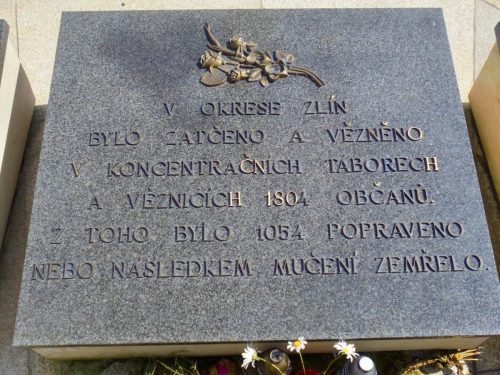 V OKRESE ZLÍN
BYLO ZATČENO A VĚZNĚNO
V KONCENTRAČNÍCH TÁBORECH
A VĚZNICÍCH 1804 OBČANŮ.
Z TOHO BYLO 1054 POPRAVENO
NEBO NÁSLEDKEM MUČENÍ ZEMŘELO.